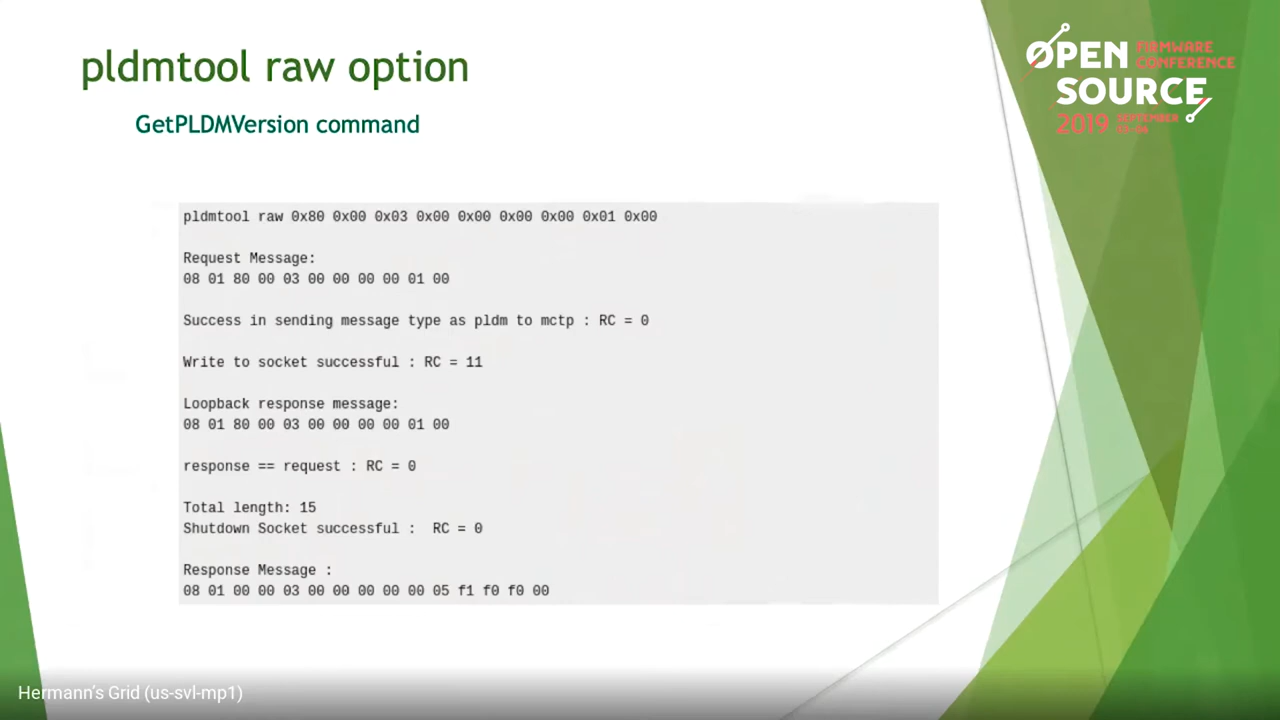 pldmtool raw option
GetPLDMVersion command
OPEN FIRMWARE
CONFERENCE
SOURCE
2019 SEPTEMBER
pldmtool raw 0x80 0x00 0x03 0x00 0x00 0x00 0x00 0x01 0x00
Request Message:
08 01 80 00 03 00 00 00 00 01 00
Success in sending message type as pldm to mctp : RC = 0
Write to socket successful : RC = 11
Loopback response message:
08 01 80 00 03 00 00 00 00 01 00
response == request : RC = 0
Total length: 15
Shutdown Socket successful :  RC = 0
Response Message :
08 01 00 00 03 00 00 00 00 00 05 f1 f0 f0 00
Hermann's Grid (us-svl-mp1)